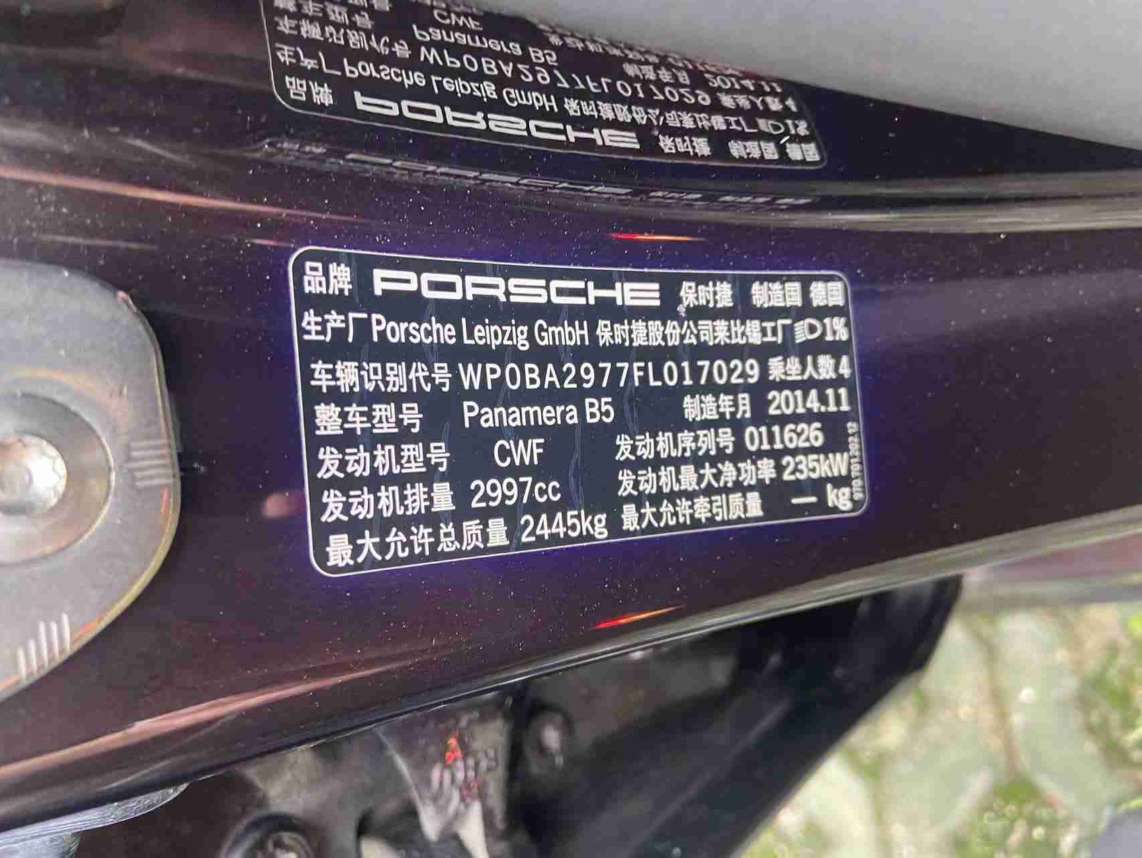 品牌 PORSCHE 保时捷 制造国 德国
生产厂 Porsche Leipzig GmbH 保时捷股份公司莱比锡工厂 D 1%
车辆识别代号 WP0BA2977FL017029 乘坐人数 4
整车型号 Panamera B5 制造年月 2014.11
发动机型号 CWF 发动机序列号 011626
发动机排量 2997cc 发动机最大净功率 235kW
最大允许总质量 2445kg 最大允许牵引质量 — kg